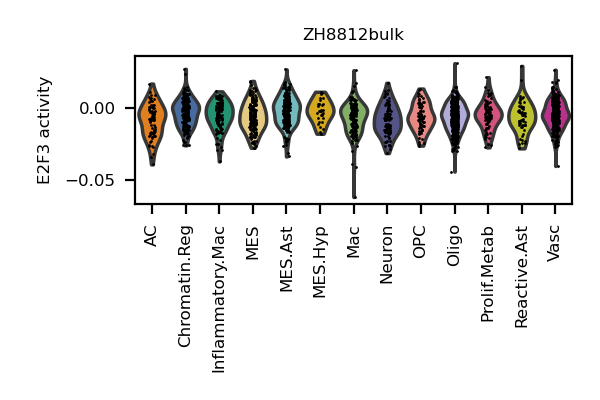 ZH8812bulk
E2F3 activity
0.00
−0.05
AC
Chromatin.Reg
Inflammatory.Mac
MES
MES.Ast
MES.Hyp
Mac
Neuron
OPC
Oligo
Prolif.Metab
Reactive.Ast
Vasc